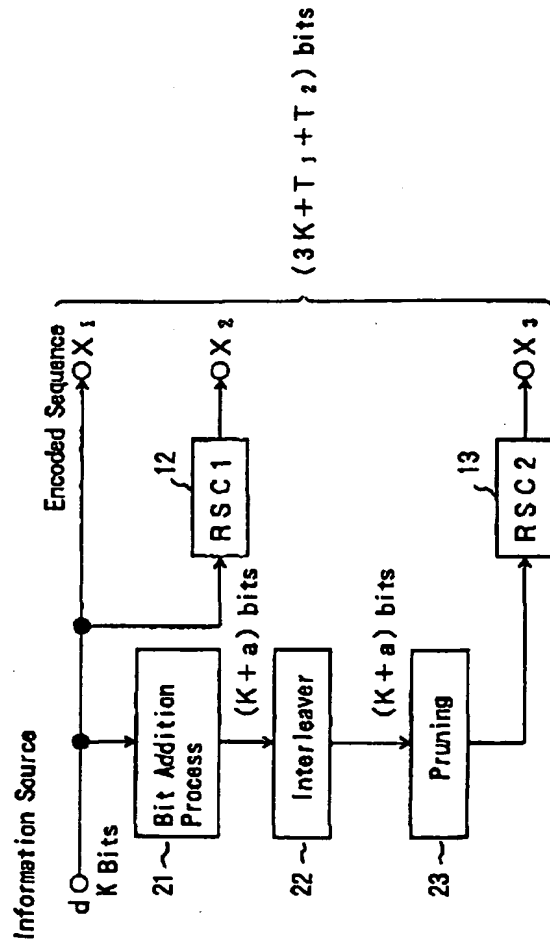 Information Source
d
K Bits
Encoded Sequence
X1
12
RSC1
X2
21
Bit Addition
Process
(K+a) bits
22
Interleaver
(K+a) bits
23
Pruning
13
RSC2
X3
(3K+T1+T2) bits